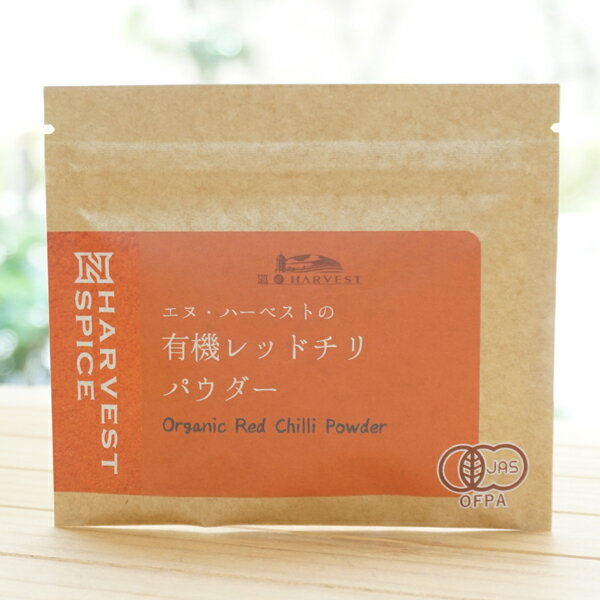 HARVEST
エヌ・ハーベストの
有機レッドチリ
パウダー
Organic Red Chilli Powder
N HARVEST
SPICE
JAS
OFPA